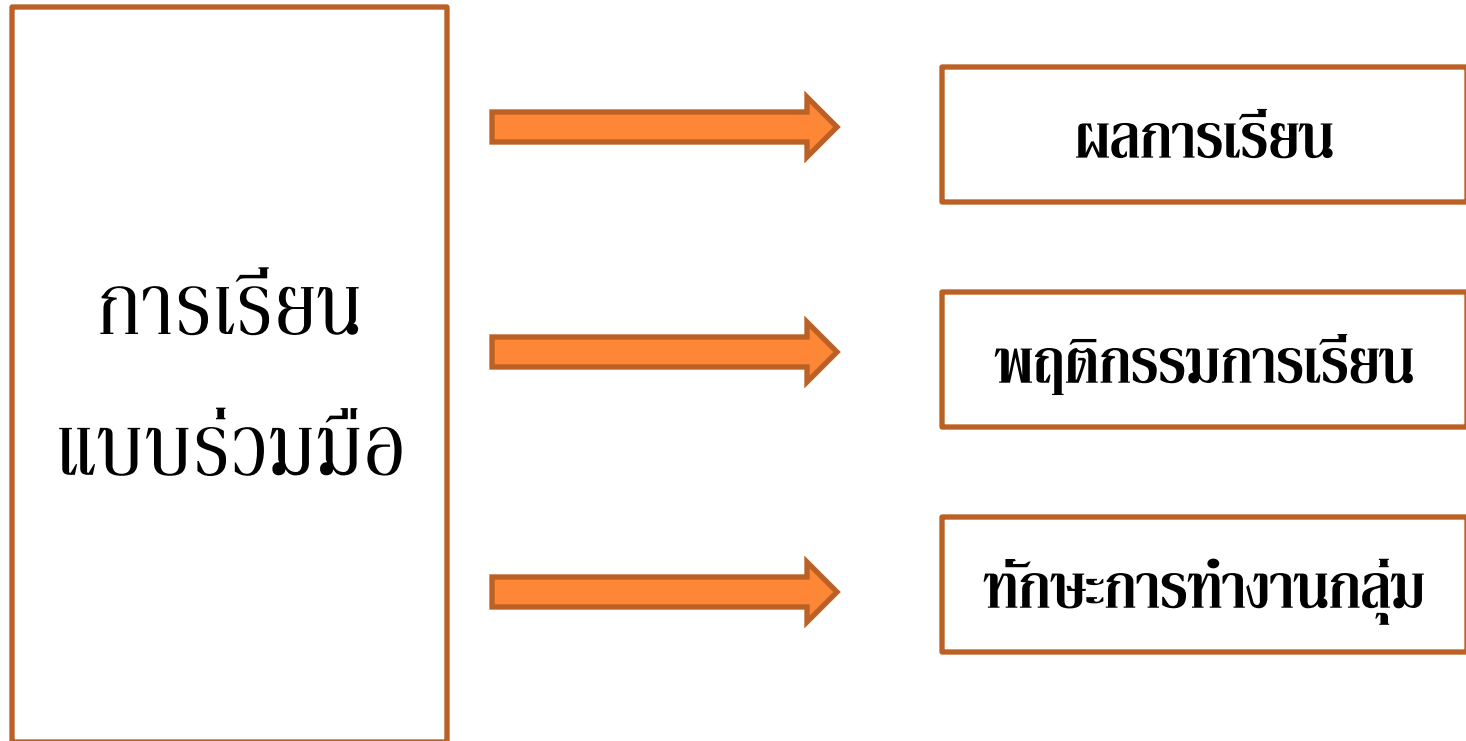 การเรียน
แบบร่วมมือ
ผลการเรียน
พฤติกรรมการเรียน
ทักษะการทำงานกลุ่ม